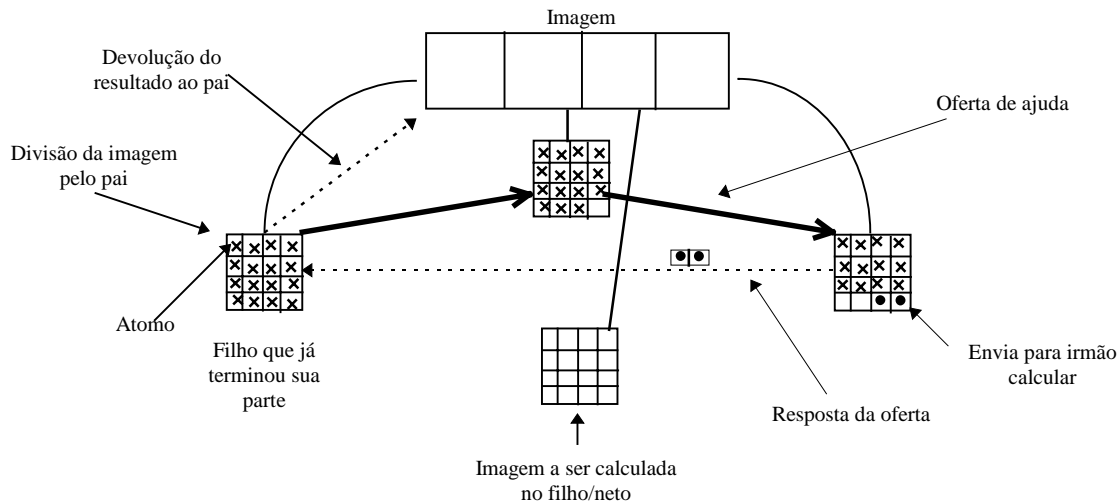 Imagem
Devolução do
resultado ao pai
Oferta de ajuda
Divisão da imagem
pelo pai
Atomo
Filho que já
terminou sua
parte
Envia para irmão
calcular
Resposta da oferta
Imagem a ser calculada
no filho/neto